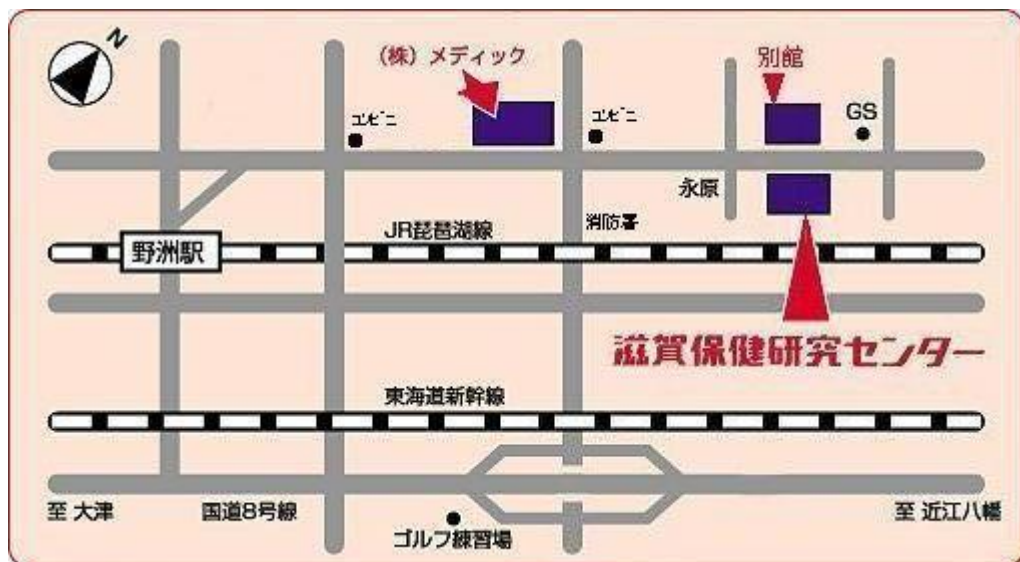 N
(株)メディック
別館
コンビニ
コンビニ
GS
永原
消防署
JR琵琶湖線
野洲駅
滋賀保健研究センター
東海道新幹線
至 大津
国道8号線
至 近江八幡
ゴルフ練習場